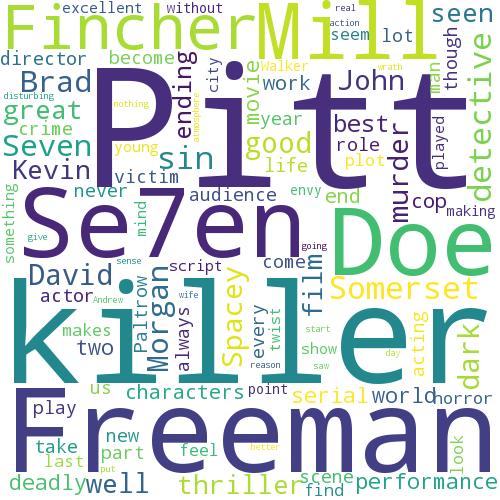 excellent without real
Fincher Mill action seen
director seem lot
Brad ending city Walker John wrath man though
disturbing become movie work
Pitt
nothing atmosphere
great year detective
crime young good best
Seven sin role plot played
Kevin victim life murder cop
never audience envy end making
something mind
Se7en Doe
give going
sense script come film
David Morgan Spacey Somerset
actor Andrew Paltrow always every twist acting dark
killer
makes wife start
two reason show day
us saw
characters point serial world horror
Freeman
play new feel better look
take part
last put scene performance
deadly well thriller find